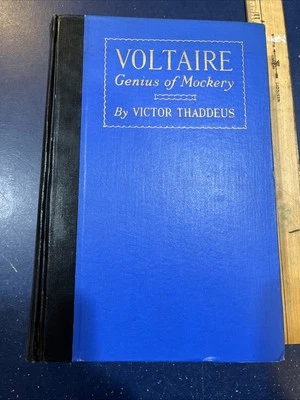 VOLTAIRE
Genius of Mockery
By VICTOR THADDEUS